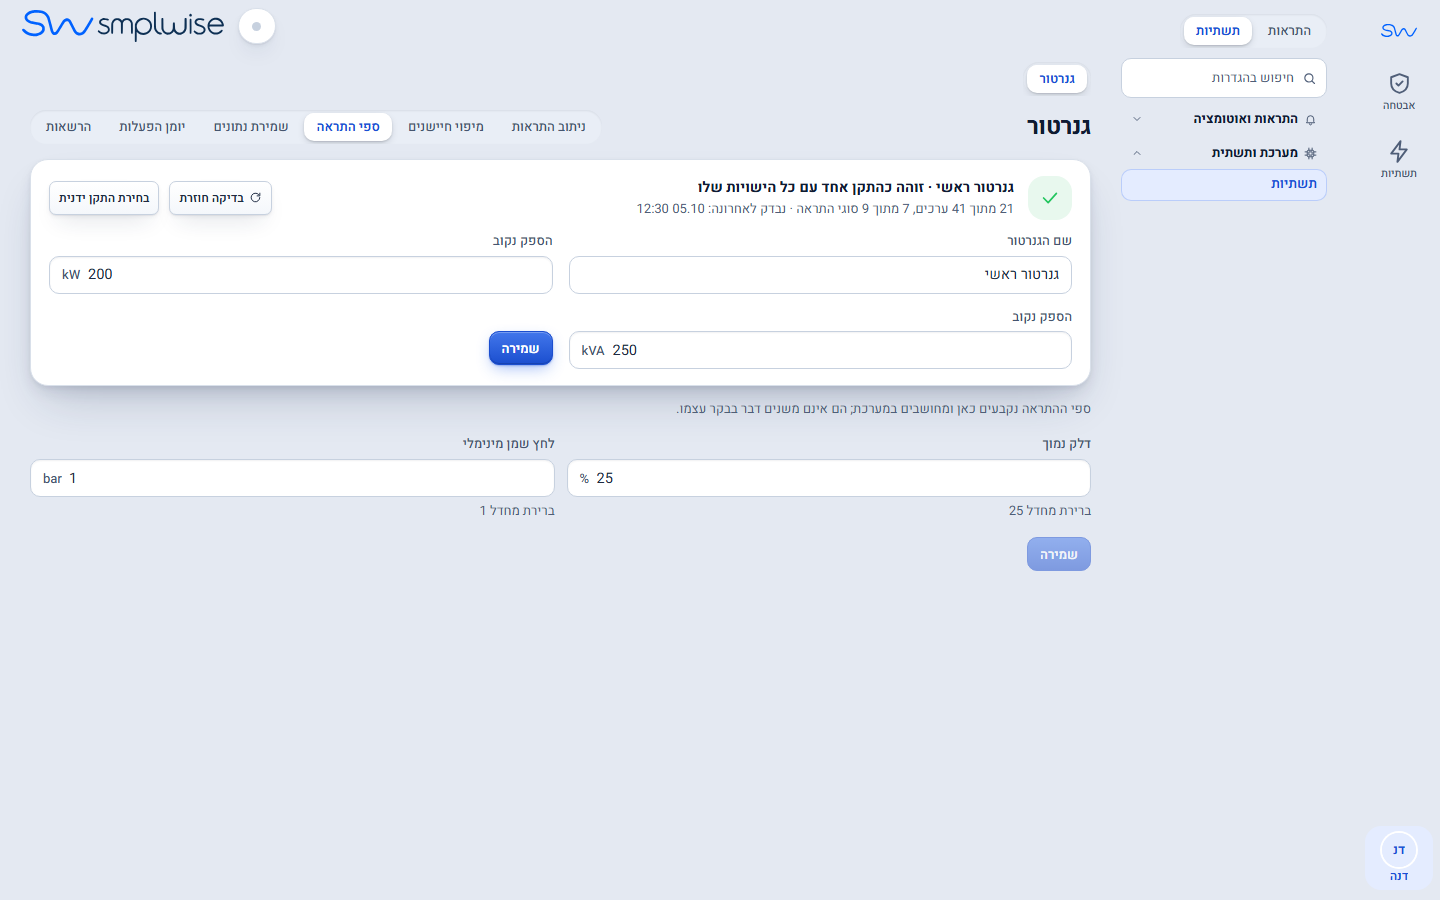 SW
אבטחה
תשתיות
התראות
תשתיות
חיפוש בהגדרות
התראות ואוטומציה
מערכת ותשתית
תשתיות
SW smplwise
גנרטור
גנרטור
ניתוב התראות
מיפוי חיישנים
ספי התראה
שמירת נתונים
יומן הפעלות
הרשאות
גנרטור ראשי · זוהה כהתקן אחד עם כל הישויות שלו
21 מתוך 41 ערכים, 7 מתוך 9 סוגי התראה · נבדק לאחרונה: 05.10 12:30
בדיקה חוזרת
בחירת התקן ידנית
שם הגנרטור
הספק נקוב
גנרטור ראשי
kW 200
הספק נקוב
kVA 250
שמירה
ספי ההתראה נקבעים כאן ומחושבים במערכת; הם אינם משנים דבר בבקר עצמו.
דלק נמוך
לחץ שמן מינימלי
% 25
bar 1
ברירת מחדל 25
ברירת מחדל 1
שמירה
דנ
דנה